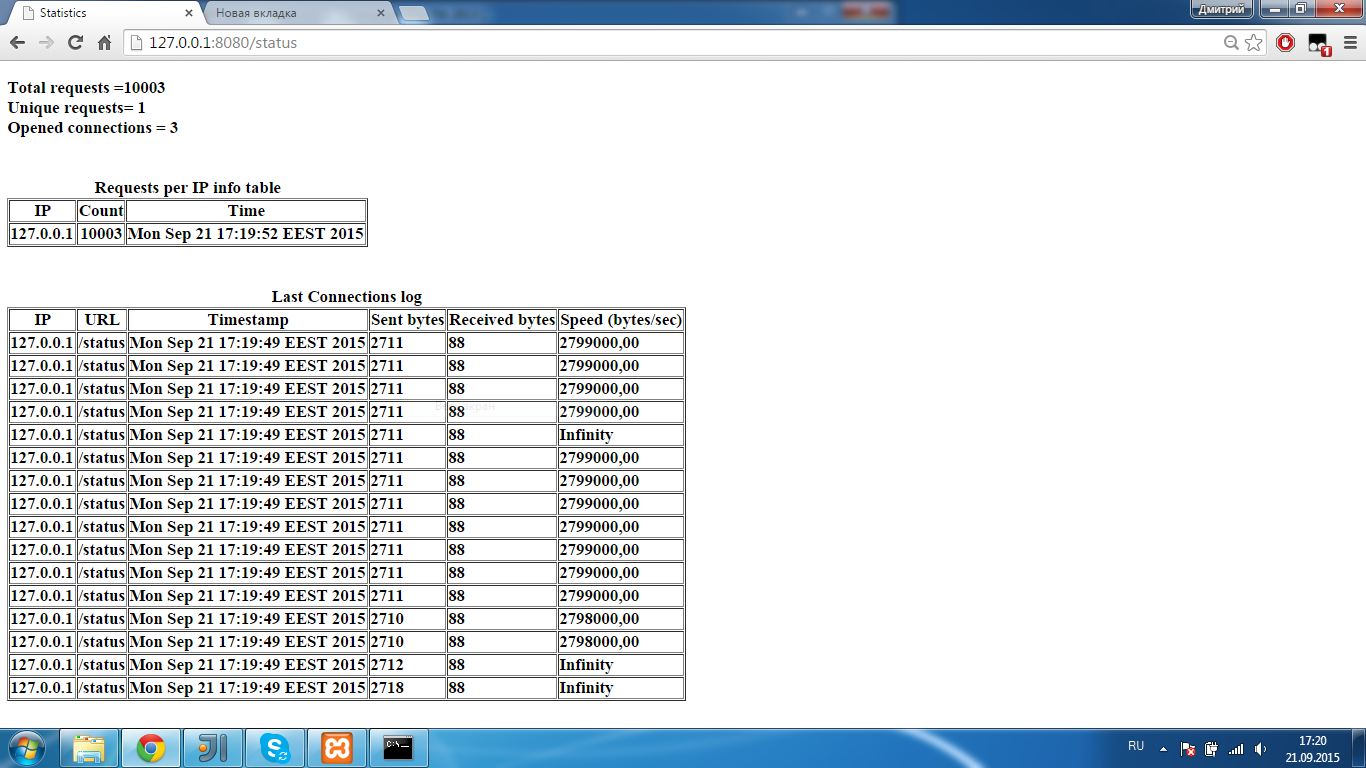 Statistics
Новая вкладка
Дмитрий
127.0.0.1:8080/status
1
Total requests =10003
Unique requests= 1
Opened connections = 3
Requests per IP info table
IP Count Time
127.0.0.1 10003 Mon Sep 21 17:19:52 EEST 2015
Last Connections log
IP URL Timestamp Sent bytes Received bytes Speed (bytes/sec)
127.0.0.1 /status Mon Sep 21 17:19:49 EEST 2015 2711 88 2799000,00
127.0.0.1 /status Mon Sep 21 17:19:49 EEST 2015 2711 88 2799000,00
127.0.0.1 /status Mon Sep 21 17:19:49 EEST 2015 2711 88 2799000,00
127.0.0.1 /status Mon Sep 21 17:19:49 EEST 2015 2711 88 2799000,00
127.0.0.1 /status Mon Sep 21 17:19:49 EEST 2015 2711 88 Infinity
127.0.0.1 /status Mon Sep 21 17:19:49 EEST 2015 2711 88 2799000,00
127.0.0.1 /status Mon Sep 21 17:19:49 EEST 2015 2711 88 2799000,00
127.0.0.1 /status Mon Sep 21 17:19:49 EEST 2015 2711 88 2799000,00
127.0.0.1 /status Mon Sep 21 17:19:49 EEST 2015 2711 88 2799000,00
127.0.0.1 /status Mon Sep 21 17:19:49 EEST 2015 2711 88 2799000,00
127.0.0.1 /status Mon Sep 21 17:19:49 EEST 2015 2711 88 2799000,00
127.0.0.1 /status Mon Sep 21 17:19:49 EEST 2015 2711 88 2799000,00
127.0.0.1 /status Mon Sep 21 17:19:49 EEST 2015 2710 88 2798000,00
127.0.0.1 /status Mon Sep 21 17:19:49 EEST 2015 2710 88 2798000,00
127.0.0.1 /status Mon Sep 21 17:19:49 EEST 2015 2712 88 Infinity
127.0.0.1 /status Mon Sep 21 17:19:49 EEST 2015 2718 88 Infinity
C:\
RU
17:20
21.09.2015